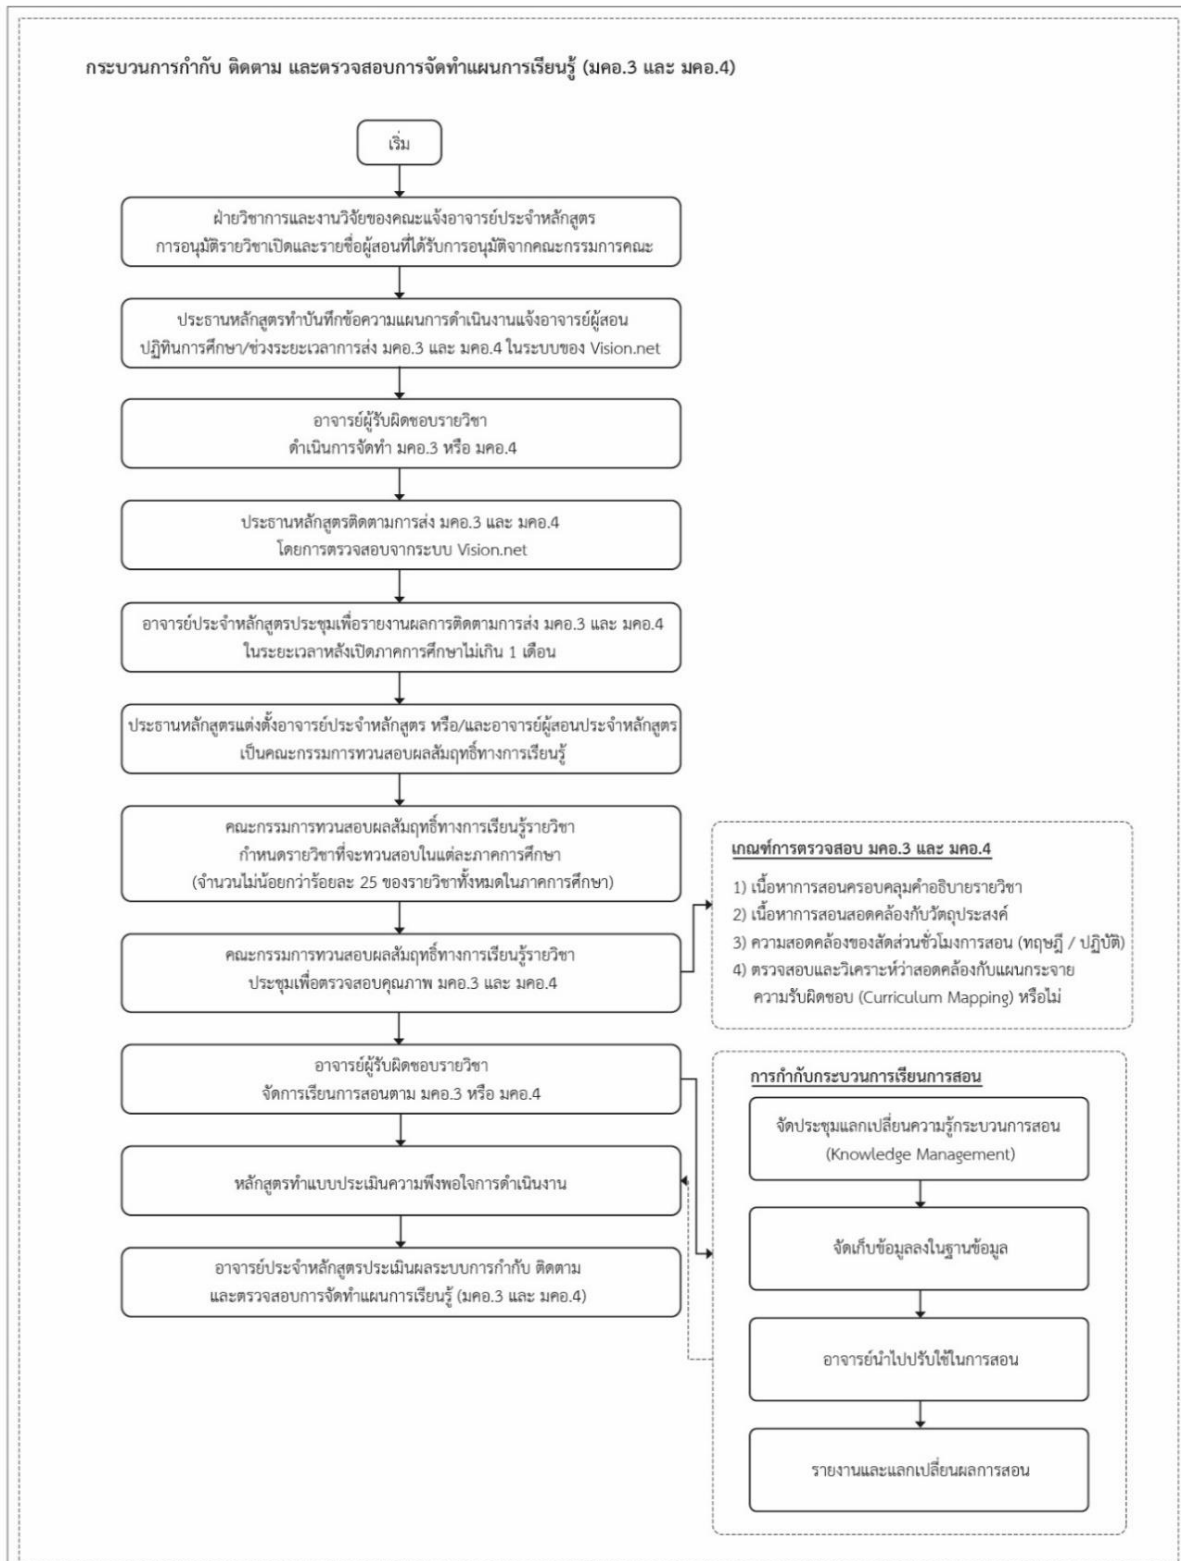 กระบวนการกำกับ ติดตาม และตรวจสอบการจัดทำแผนการเรียนรู้ (มคอ.3 และ มคอ.4)
เริ่ม
ฝ่ายวิชาการและงานวิจัยของคณะแจ้งอาจารย์ประจำหลักสูตร
การอนุมัติรายวิชาเปิดและรายชื่อผู้สอนที่ได้รับการอนุมัติจากคณะกรรมการคณะ
ประธานหลักสูตรทำบันทึกข้อความแผนการดำเนินงานแจ้งอาจารย์ผู้สอน
ปฏิทินการศึกษา/ช่วงระยะเวลาการส่ง มคอ.3 และ มคอ.4 ในระบบของ Vision.net
อาจารย์ผู้รับผิดชอบรายวิชา
ดำเนินการจัดทำ มคอ.3 หรือ มคอ.4
ประธานหลักสูตรติดตามการส่ง มคอ.3 และ มคอ.4
โดยการตรวจสอบจากระบบ Vision.net
อาจารย์ประจำหลักสูตรประชุมเพื่อรายงานผลการติดตามการส่ง มคอ.3 และ มคอ.4
ในระยะเวลาหลังเปิดภาคการศึกษาไม่เกิน 1 เดือน
ประธานหลักสูตรแต่งตั้งอาจารย์ประจำหลักสูตร หรือ/และอาจารย์ผู้สอนประจำหลักสูตร
เป็นคณะกรรมการทวนสอบผลสัมฤทธิ์ทางการเรียนรู้
คณะกรรมการทวนสอบผลสัมฤทธิ์ทางการเรียนรู้รายวิชา
กำหนดรายวิชาที่จะทวนสอบในแต่ละภาคการศึกษา
(จำนวนไม่น้อยกว่าร้อยละ 25 ของรายวิชาทั้งหมดในภาคการศึกษา)
คณะกรรมการทวนสอบผลสัมฤทธิ์ทางการเรียนรู้รายวิชา
ประชุมเพื่อตรวจสอบคุณภาพ มคอ.3 และ มคอ.4
เกณฑ์การตรวจสอบ มคอ.3 และ มคอ.4
1) เนื้อหาการสอนครอบคลุมคำอธิบายรายวิชา
2) เนื้อหาการสอนสอดคล้องกับวัตถุประสงค์
3) ความสอดคล้องของสัดส่วนชั่วโมงการสอน (ทฤษฎี / ปฏิบัติ)
4) ตรวจสอบและวิเคราะห์ว่าสอดคล้องกับแผนกระจาย
ความรับผิดชอบ (Curriculum Mapping) หรือไม่
อาจารย์ผู้รับผิดชอบรายวิชา
จัดการเรียนการสอนตาม มคอ.3 หรือ มคอ.4
หลักสูตรทำแบบประเมินความพึงพอใจการดำเนินงาน
อาจารย์ประจำหลักสูตรประเมินผลระบบการกำกับ ติดตาม
และตรวจสอบการจัดทำแผนการเรียนรู้ (มคอ.3 และ มคอ.4)
การกำกับกระบวนการเรียนการสอน
จัดประชุมแลกเปลี่ยนความรู้กระบวนการสอน
(Knowledge Management)
จัดเก็บข้อมูลลงในฐานข้อมูล
อาจารย์นำไปปรับใช้ในการสอน
รายงานและแลกเปลี่ยนผลการสอน